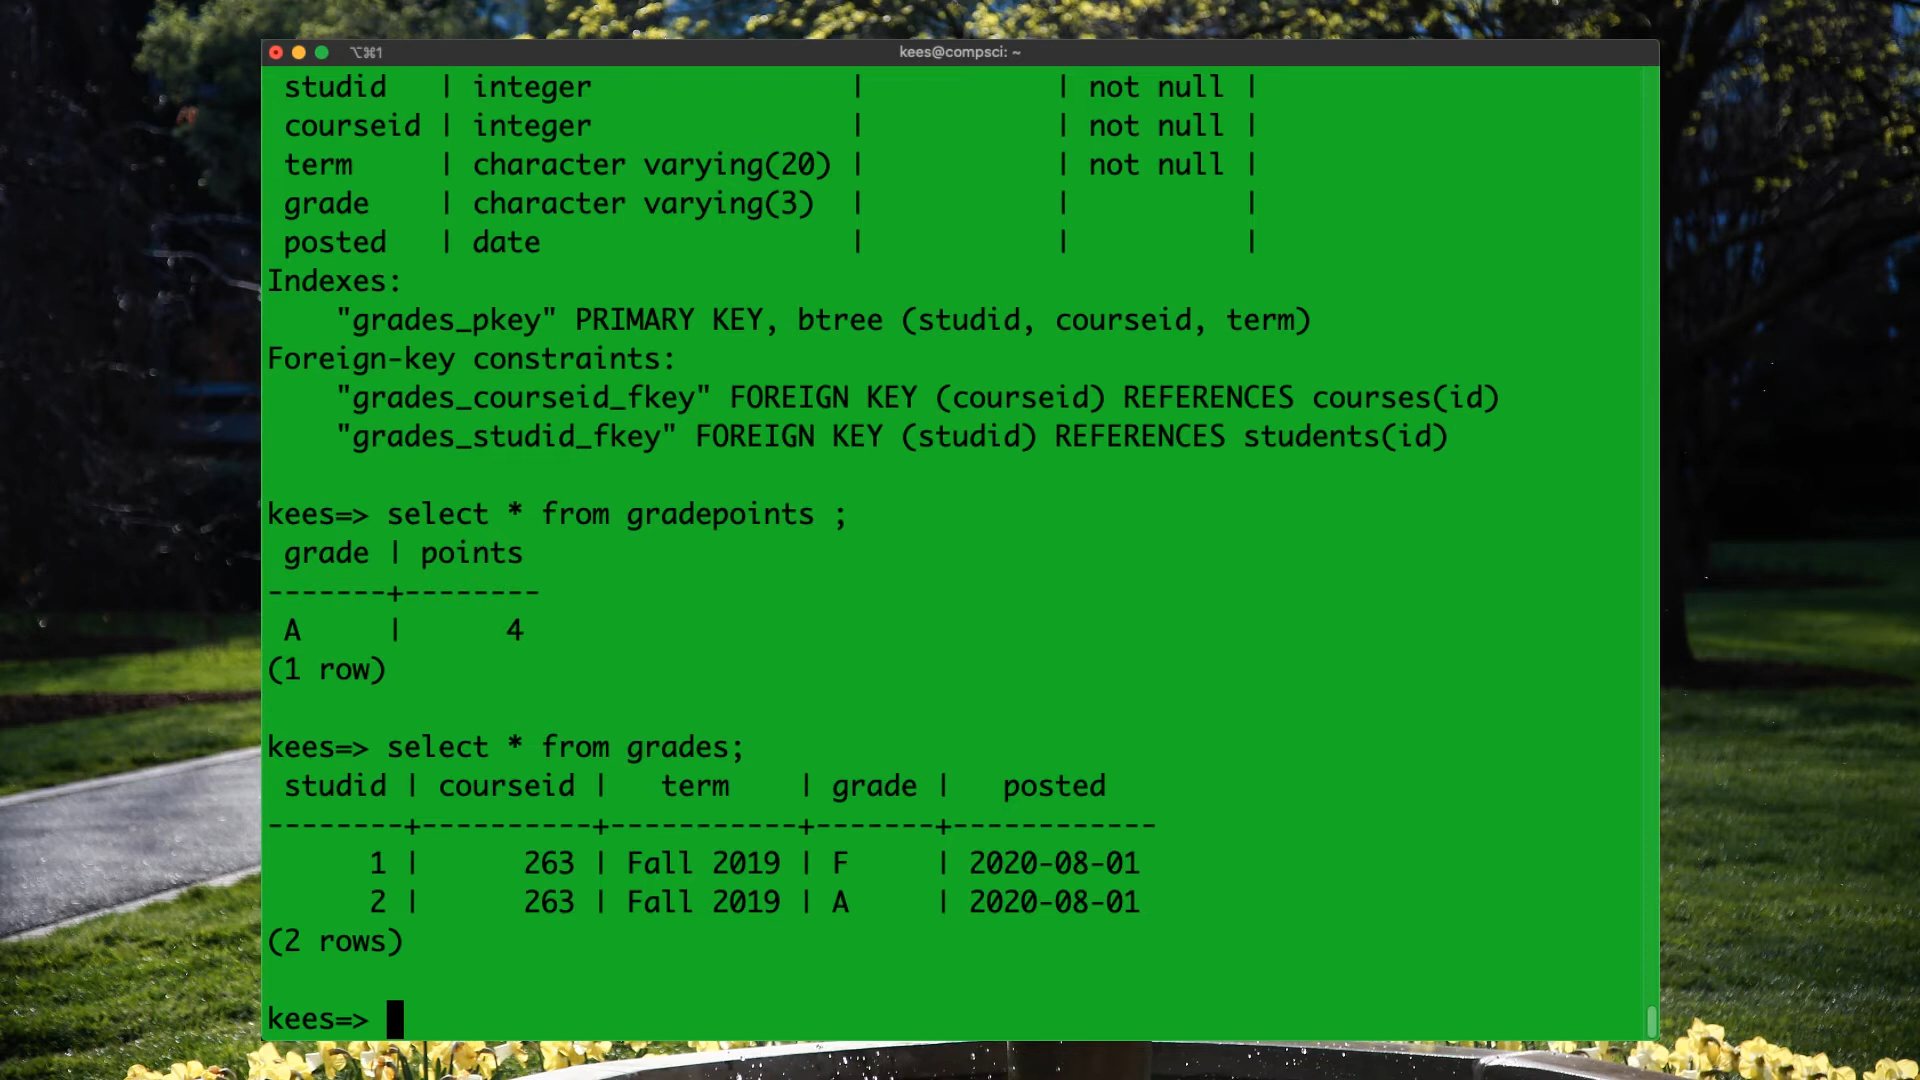 ⌥⌘1 kees@compsci: ~
studid | integer | | not null |
courseid | integer | | not null |
term | character varying(20) | | not null |
grade | character varying(3) | | |
posted | date | | |
Indexes:
"grades_pkey" PRIMARY KEY, btree (studid, courseid, term)
Foreign-key constraints:
"grades_courseid_fkey" FOREIGN KEY (courseid) REFERENCES courses(id)
"grades_studid_fkey" FOREIGN KEY (studid) REFERENCES students(id)
kees=> select * from gradepoints ;
grade | points
-------+--------
A | 4
(1 row)
kees=> select * from grades;
studid | courseid | term | grade | posted
--------+----------+-----------+-------+------------
1 | 263 | Fall 2019 | F | 2020-08-01
2 | 263 | Fall 2019 | A | 2020-08-01
(2 rows)
kees=>